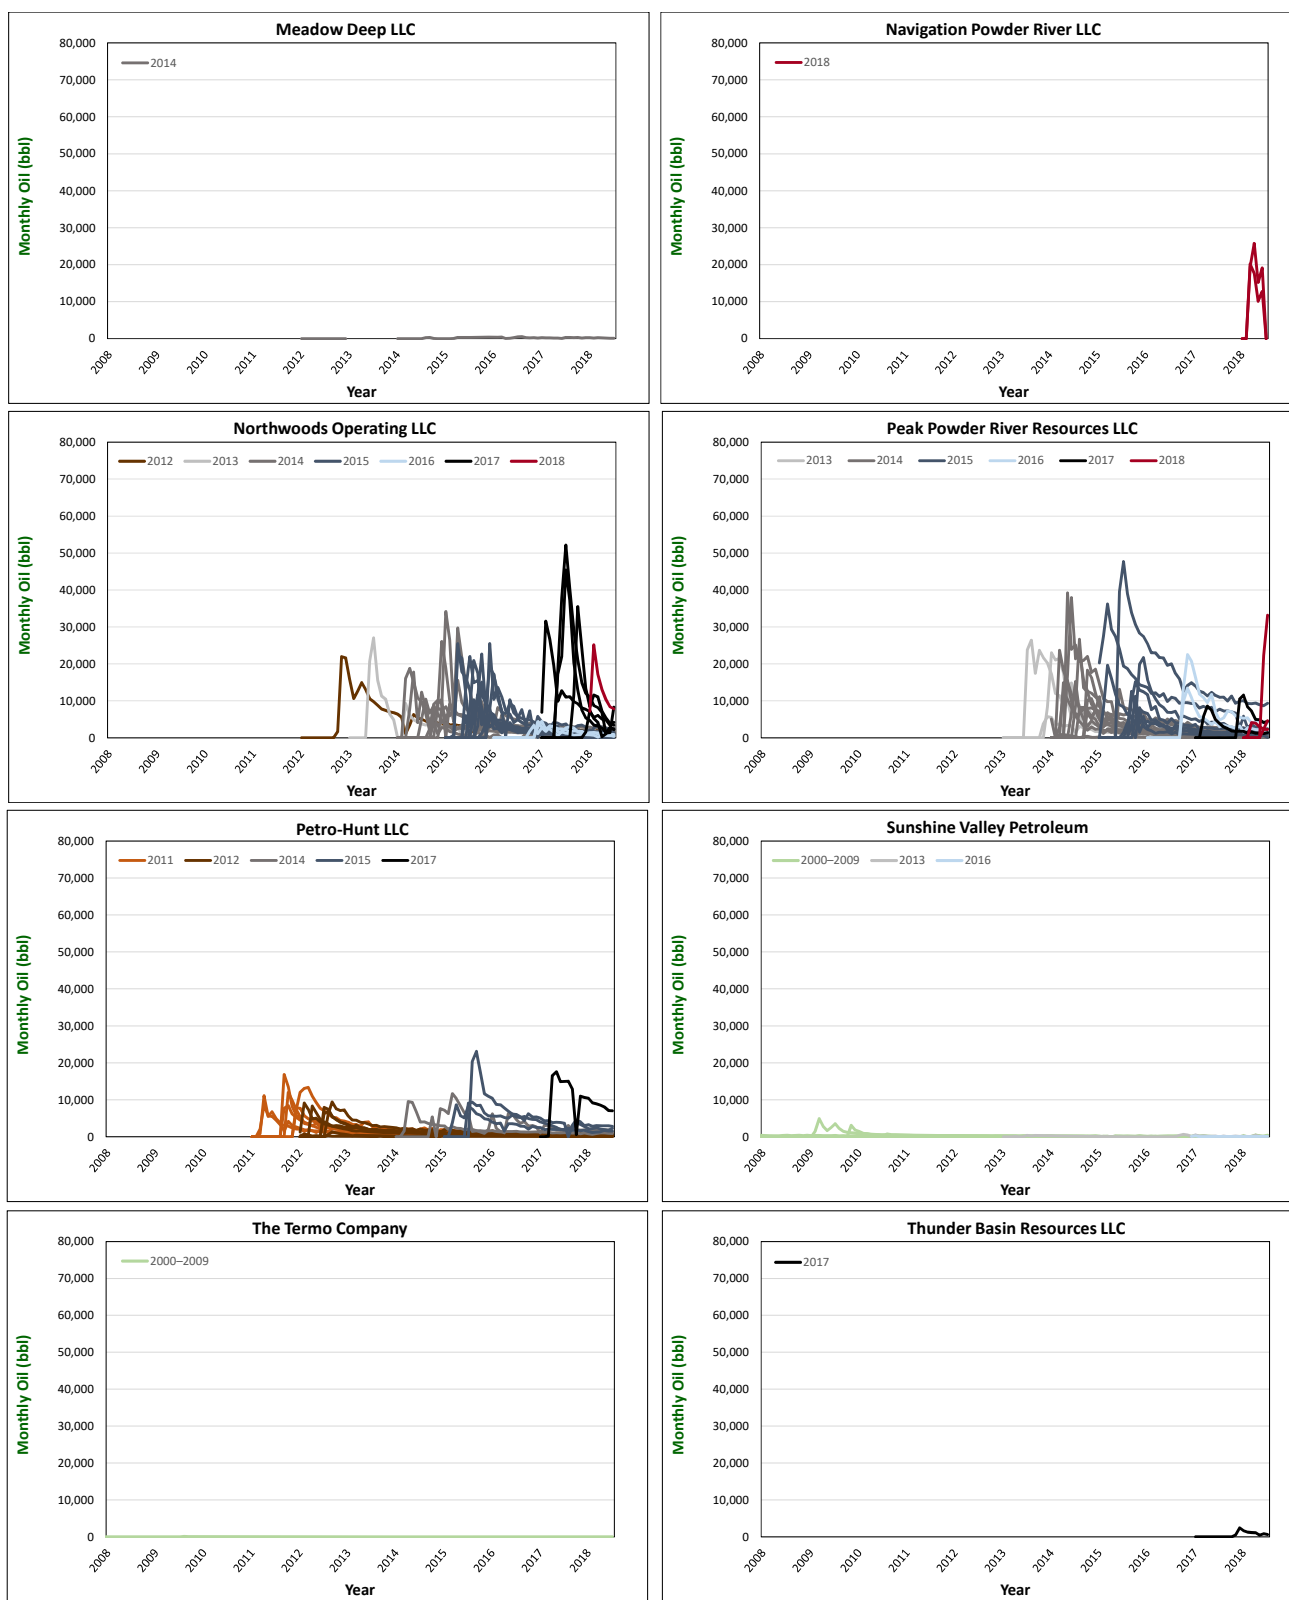 Meadow Deep LLC
80,000
70,000
60,000
50,000
40,000
30,000
20,000
10,000
0
Monthly Oil (bbl)
2014
2008 2009 2010 2011 2012 2013 2014 2015 2016 2017 2018
Year
Navigation Powder River LLC
80,000
70,000
60,000
50,000
40,000
30,000
20,000
10,000
0
Monthly Oil (bbl)
2018
2008 2009 2010 2011 2012 2013 2014 2015 2016 2017 2018
Year
Northwoods Operating LLC
80,000
70,000
60,000
50,000
40,000
30,000
20,000
10,000
0
Monthly Oil (bbl)
2012 2013 2014 2015 2016 2017 2018
2008 2009 2010 2011 2012 2013 2014 2015 2016 2017 2018
Year
Peak Powder River Resources LLC
80,000
70,000
60,000
50,000
40,000
30,000
20,000
10,000
0
Monthly Oil (bbl)
2013 2014 2015 2016 2017 2018
2008 2009 2010 2011 2012 2013 2014 2015 2016 2017 2018
Year
Petro-Hunt LLC
80,000
70,000
60,000
50,000
40,000
30,000
20,000
10,000
0
Monthly Oil (bbl)
2011 2012 2014 2015 2017
2008 2009 2010 2011 2012 2013 2014 2015 2016 2017 2018
Year
Sunshine Valley Petroleum
80,000
70,000
60,000
50,000
40,000
30,000
20,000
10,000
0
Monthly Oil (bbl)
2000–2009 2013 2016
2008 2009 2010 2011 2012 2013 2014 2015 2016 2017 2018
Year
The Termo Company
80,000
70,000
60,000
50,000
40,000
30,000
20,000
10,000
0
Monthly Oil (bbl)
2000–2009
2008 2009 2010 2011 2012 2013 2014 2015 2016 2017 2018
Year
Thunder Basin Resources LLC
80,000
70,000
60,000
50,000
40,000
30,000
20,000
10,000
0
Monthly Oil (bbl)
2017
2008 2009 2010 2011 2012 2013 2014 2015 2016 2017 2018
Year